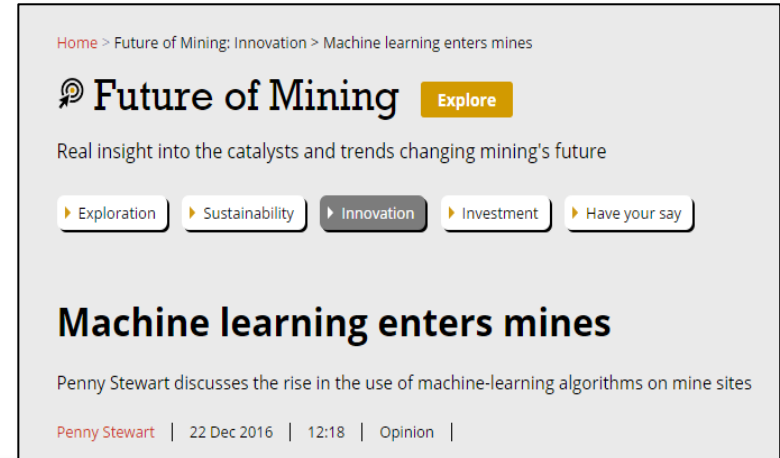 Home > Future of Mining: Innovation > Machine learning enters mines
Future of Mining Explore
Real insight into the catalysts and trends changing mining's future
Exploration Sustainability Innovation Investment Have your say
Machine learning enters mines
Penny Stewart discusses the rise in the use of machine-learning algorithms on mine sites
Penny Stewart | 22 Dec 2016 | 12:18 | Opinion |